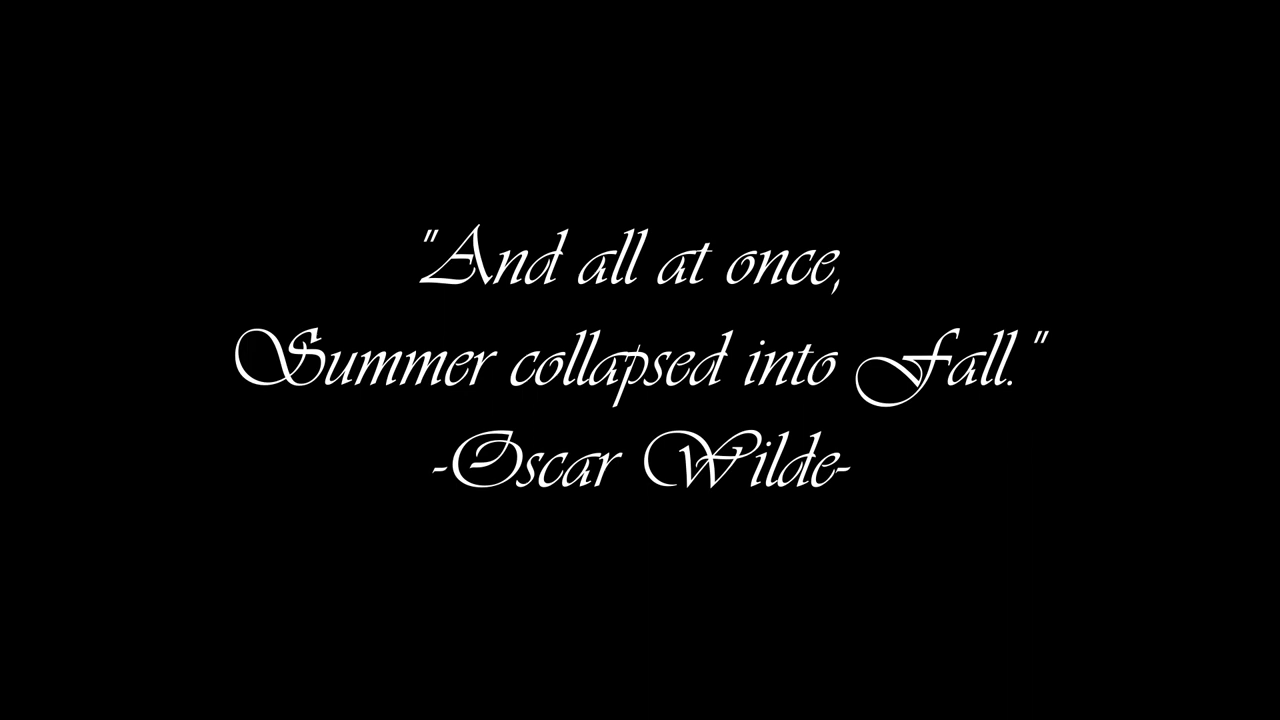 "And all at once,
Summer collapsed into Fall."
-Oscar Wilde-